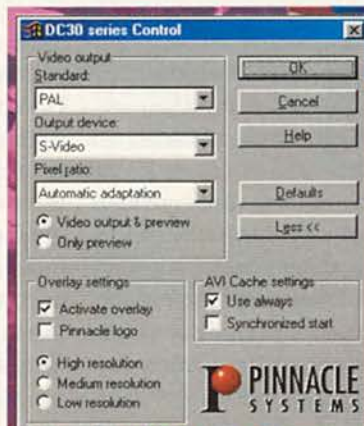 DC30 series Control
Video output
Standard:
PAL
Output device:
S-Video
Pixel ratio:
Automatic adaptation
Video output & preview
Only preview
OK
Cancel
Help
Defaults
Less <<
Overlay settings
Activate overlay
Pinnacle logo
High resolution
Medium resolution
Low resolution
AVI Cache settings
Use always
Synchronized start
PINNACLE
SYSTEMS